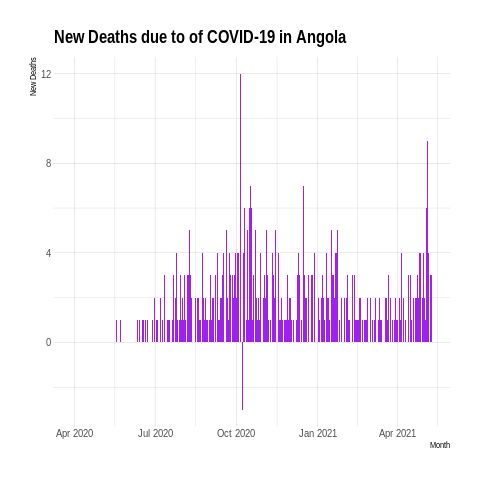 New Deaths due to of COVID-19 in Angola
New Deaths
12
8
4
0
Apr 2020 Jul 2020 Oct 2020 Jan 2021 Apr 2021
Month